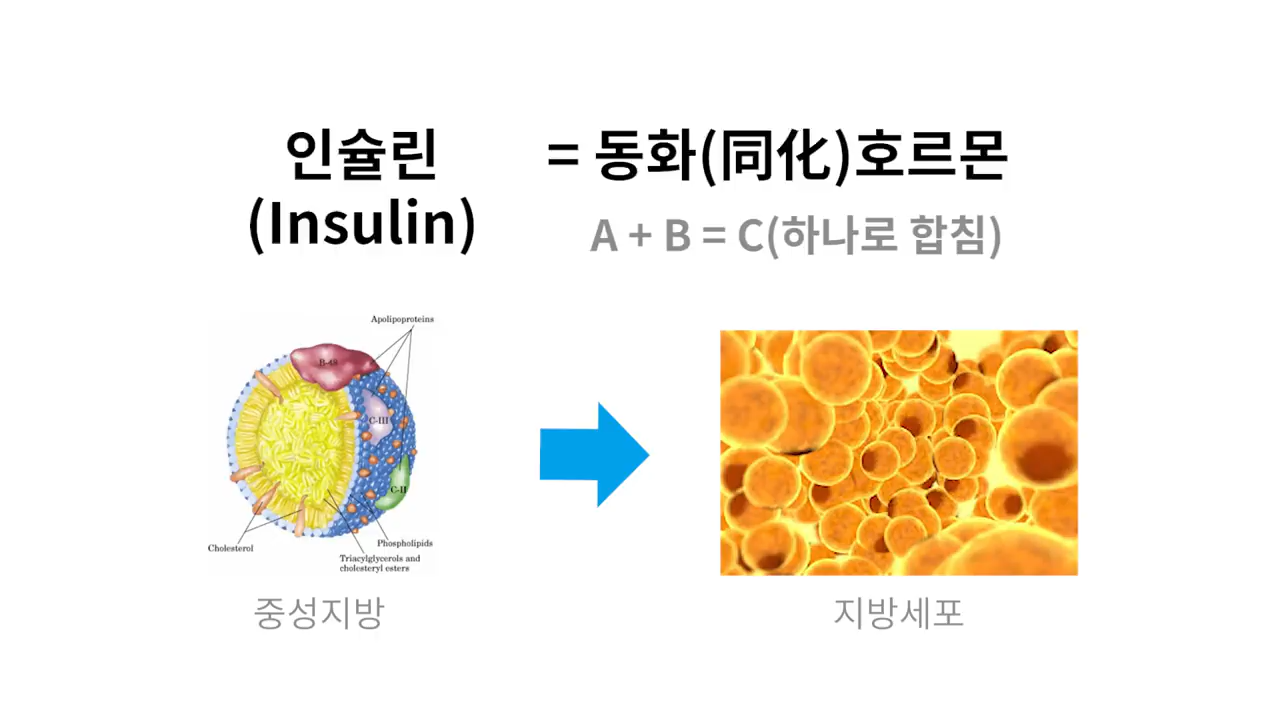 인슐린
(Insulin)
= 동화(同化)호르몬
A + B = C(하나로 합침)
Apolipoproteins
B-48
C-III
C-II
Cholesterol
Phospholipids
Triacylglycerols and
cholesteryl esters
중성지방
지방세포